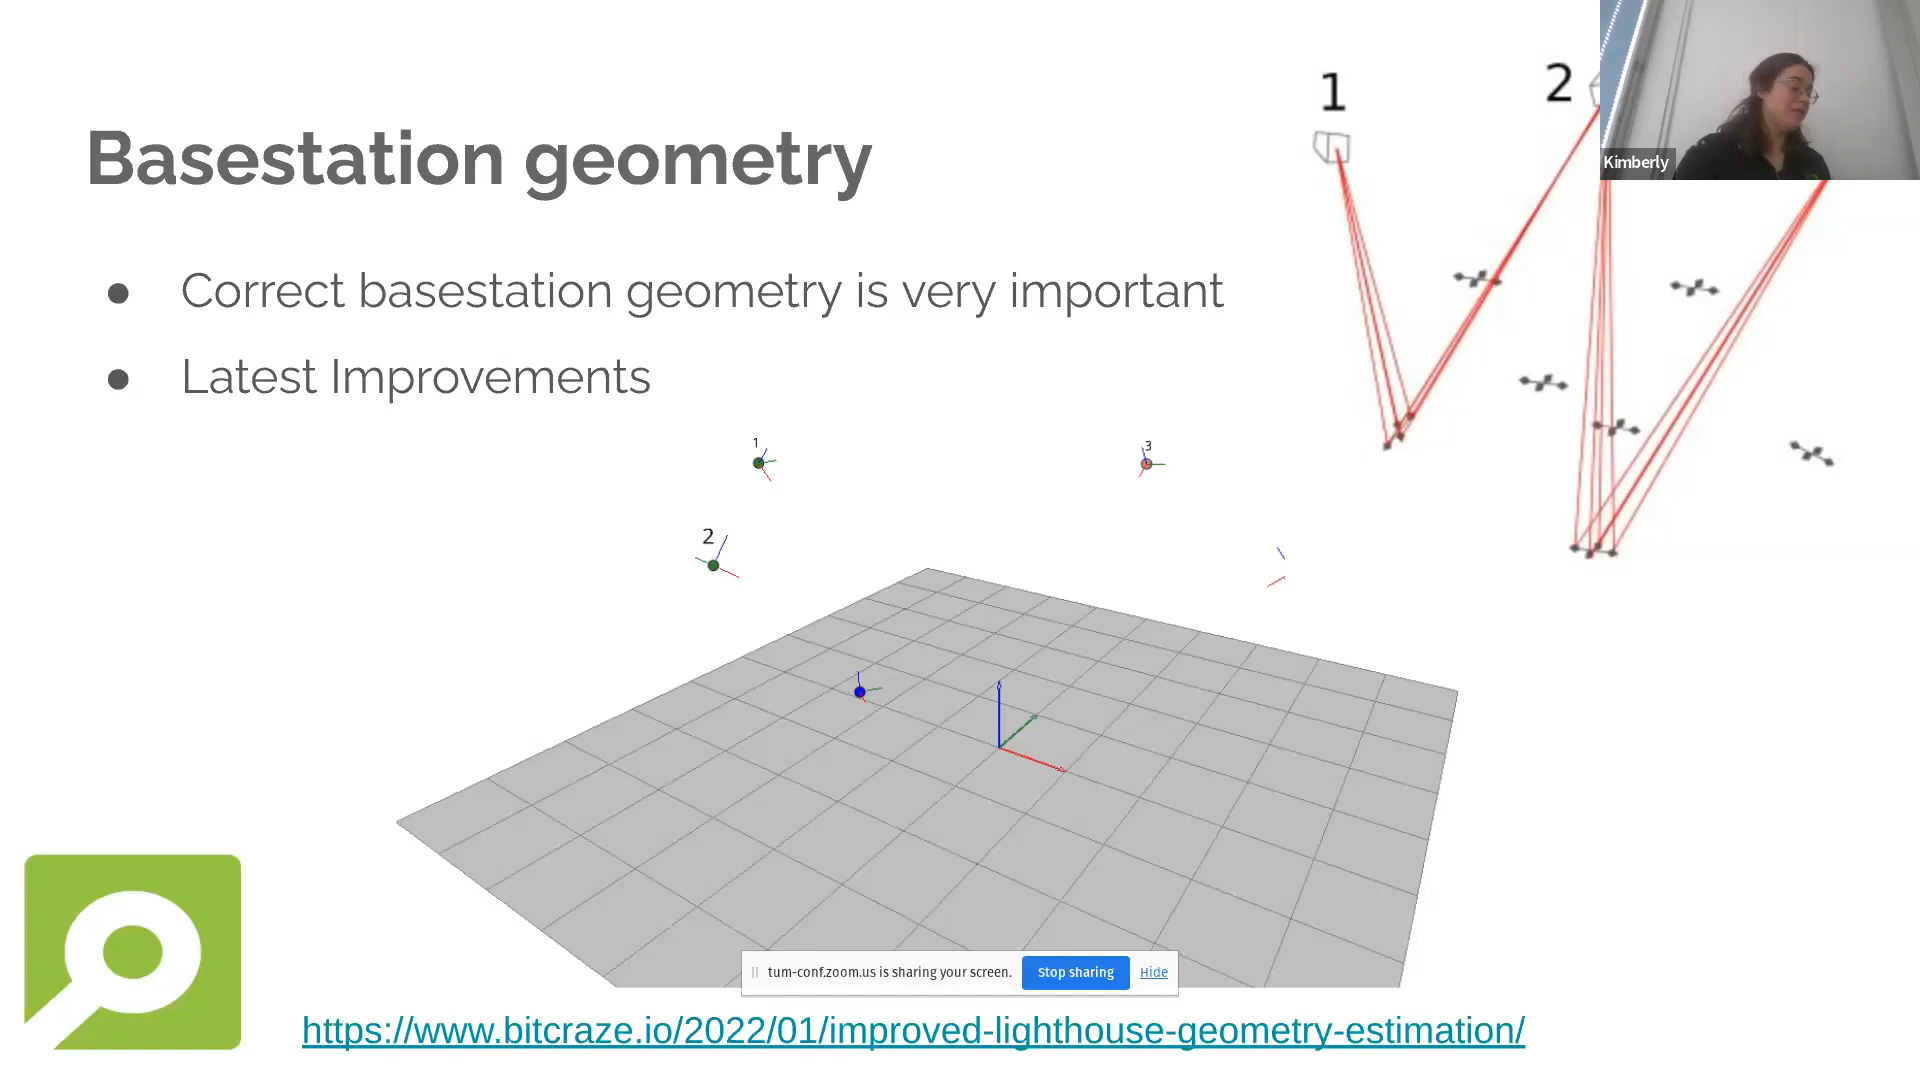 1
2
Kimberly
Basestation geometry
● Correct basestation geometry is very important
● Latest Improvements
1
3
2
tum-conf.zoom.us is sharing your screen. Stop sharing Hide
https://www.bitcraze.io/2022/01/improved-lighthouse-geometry-estimation/